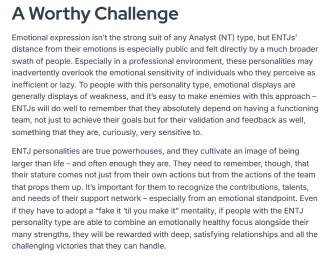 A Worthy Challenge
Emotional expression isn't the strong suit of any Analyst (NT) type, but ENTJs'
distance from their emotions is especially public and felt directly by a much broader
swath of people. Especially in a professional environment, these personalities may
inadvertently overlook the emotional sensitivity of individuals who they perceive as
inefficient or lazy. To people with this personality type, emotional displays are
generally displays of weakness, and it's easy to make enemies with this approach –
ENTJs will do well to remember that they absolutely depend on having a functioning
team, not just to achieve their goals but for their validation and feedback as well,
something that they are, curiously, very sensitive to.
ENTJ personalities are true powerhouses, and they cultivate an image of being
larger than life – and often enough they are. They need to remember, though, that
their stature comes not just from their own actions but from the actions of the team
that props them up. It's important for them to recognize the contributions, talents,
and needs of their support network – especially from an emotional standpoint. Even
if they have to adopt a "fake it 'til you make it" mentality, if people with the ENTJ
personality type are able to combine an emotionally healthy focus alongside their
many strengths, they will be rewarded with deep, satisfying relationships and all the
challenging victories that they can handle.